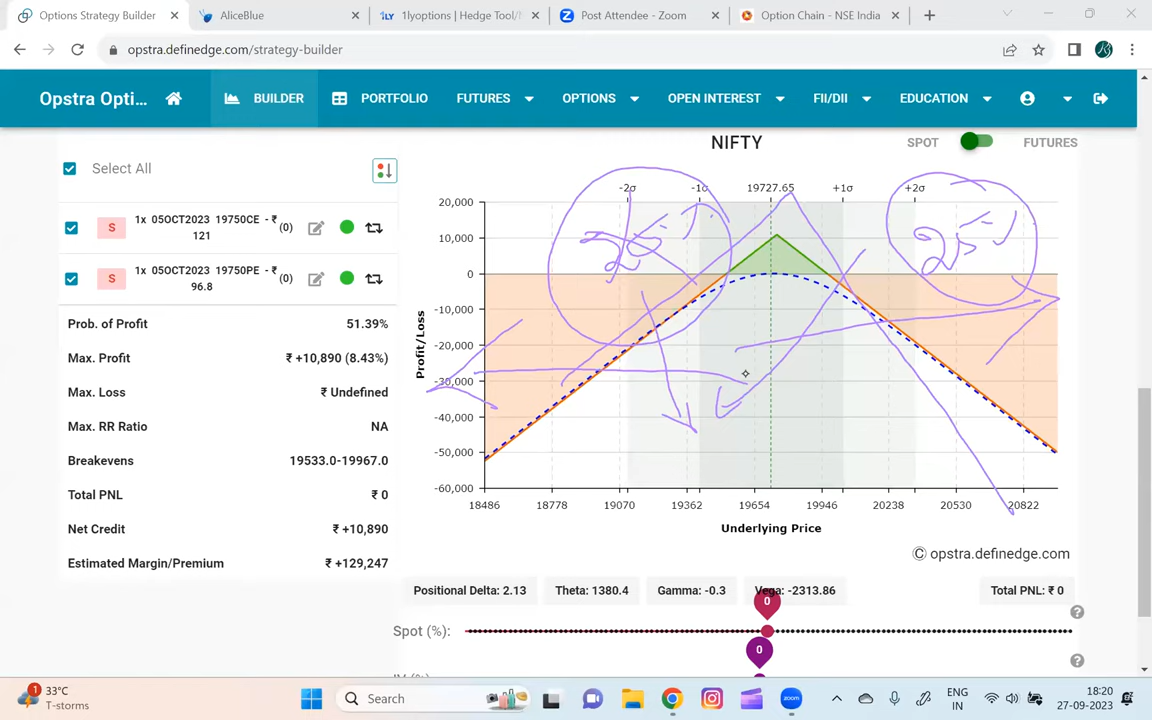 Options Strategy Builder
AliceBlue
1lyoptions | Hedge Tool/
Post Attendee - Zoom
Option Chain - NSE India
opstra.definedge.com/strategy-builder
Opstra Opti...
BUILDER
PORTFOLIO
FUTURES
OPTIONS
OPEN INTEREST
FII/DII
EDUCATION
NIFTY
SPOT
FUTURES
Select All
S
1x 05OCT2023 19750CE - ₹
121
(0)
S
1x 05OCT2023 19750PE - ₹
96.8
(0)
Prob. of Profit 51.39%
Max. Profit ₹ +10,890 (8.43%)
Max. Loss ₹ Undefined
Max. RR Ratio NA
Breakevens 19533.0-19967.0
Total PNL ₹ 0
Net Credit ₹ +10,890
Estimated Margin/Premium ₹ +129,247
-2σ -1σ 19727.65 +1σ +2σ
20,000
10,000
0
-10,000
-20,000
-30,000
-40,000
-50,000
-60,000
Profit/Loss
18486 18778 19070 19362 19654 19946 20238 20530 20822
Underlying Price
© opstra.definedge.com
Positional Delta: 2.13
Theta: 1380.4
Gamma: -0.3
Vega: -2313.86
Total PNL: ₹ 0
0
Spot (%):
?
0
?
33°C
T-storms
1
Search
zoom
ENG
IN
18:20
27-09-2023